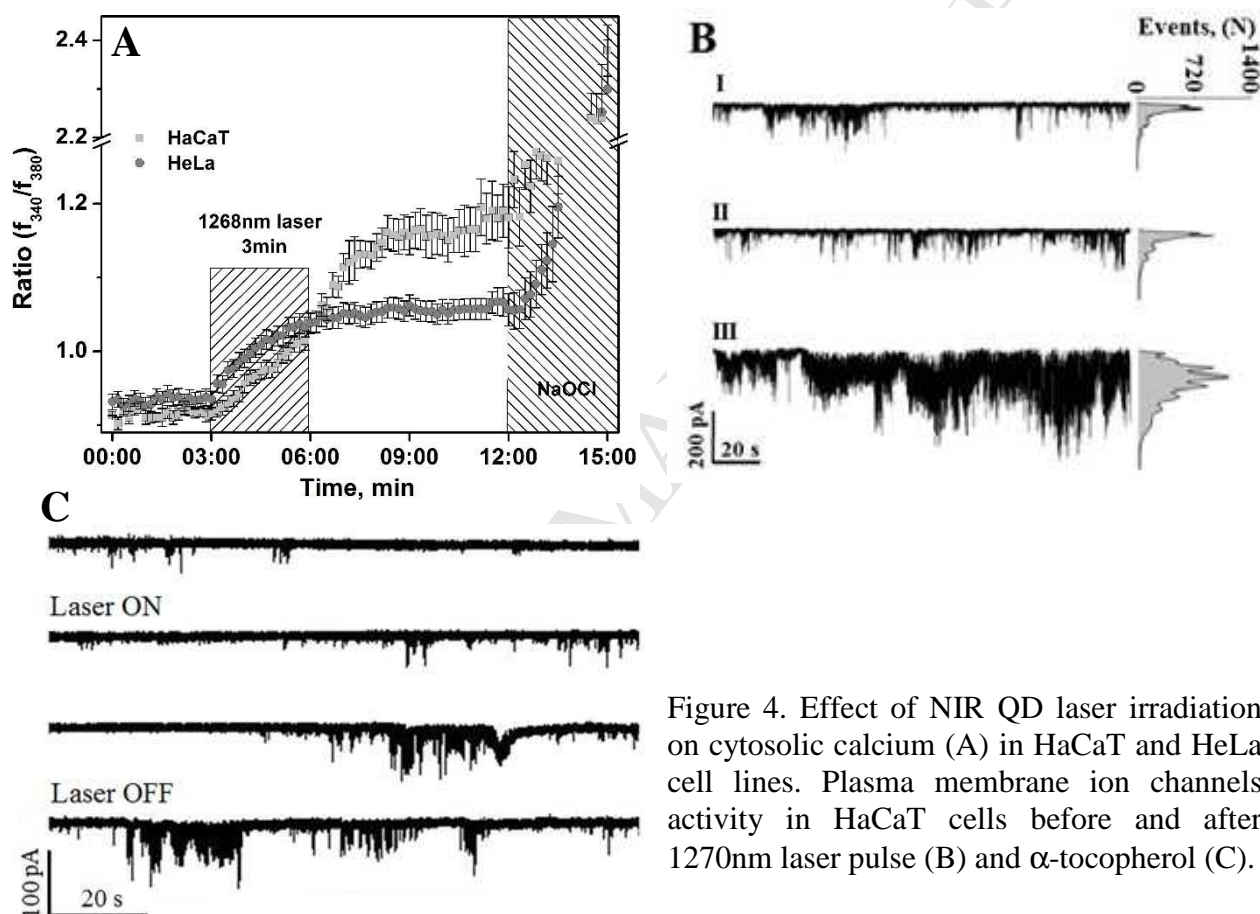 A
2.4
2.2
1.2
1.0
Ratio (f340/f380)
HaCaT
HeLa
1268nm laser
3min
NaOCl
00:00 03:00 06:00 09:00 12:00 15:00
Time, min
B
Events, (N)
0 720 1400
I
II
III
200 pA
20 s
C
Laser ON
Laser OFF
100 pA
20 s
Figure 4. Effect of NIR QD laser irradiation
on cytosolic calcium (A) in HaCaT and HeLa
cell lines. Plasma membrane ion channels
activity in HaCaT cells before and after
1270nm laser pulse (B) and α-tocopherol (C).